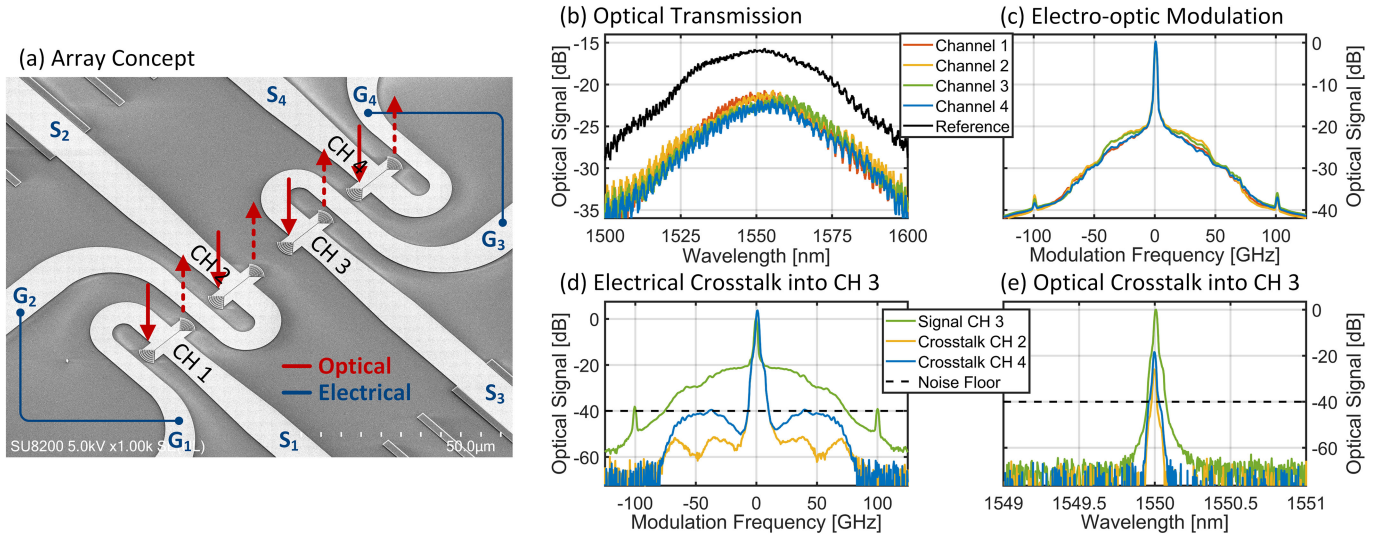 (a) Array Concept
S2
S4
G4
CH 4
G3
CH 3
CH 2
G2
CH 1
Optical
Electrical
S3
G1
S1
SU8200 5.0kV x1.00k S
L)
50.0µm
(b) Optical Transmission
Optical Signal [dB]
-15
-20
-25
-30
-35
1500
1525
1550
1575
1600
Wavelength [nm]
Channel 1
Channel 2
Channel 3
Channel 4
Reference
(c) Electro-optic Modulation
0
-10
-20
-30
-40
Optical Signal [dB]
-100
-50
0
50
100
Modulation Frequency [GHz]
(d) Electrical Crosstalk into CH 3
Optical Signal [dB]
0
-20
-40
-60
-100
-50
0
50
100
Modulation Frequency [GHz]
Signal CH 3
Crosstalk CH 2
Crosstalk CH 4
Noise Floor
(e) Optical Crosstalk into CH 3
0
-20
-40
-60
Optical Signal [dB]
1549
1549.5
1550
1550.5
1551
Wavelength [nm]